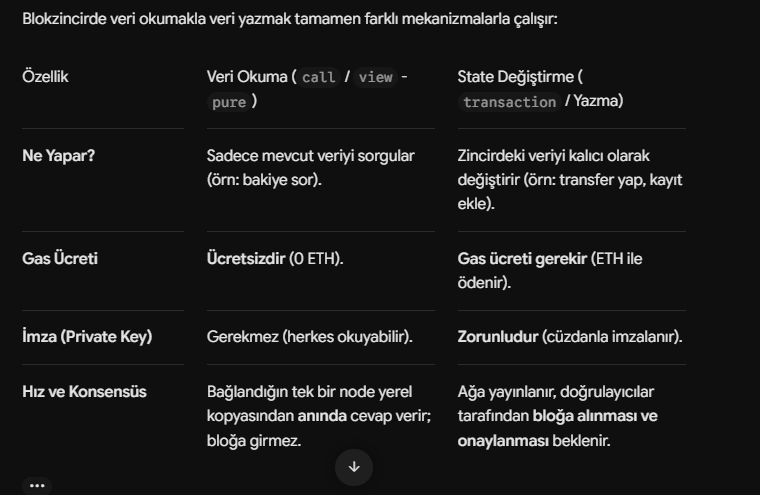 Blokzincirde veri okumakla veri yazmak tamamen farklı mekanizmalarla çalışır:
Özellik
Veri Okuma ( call / view -
pure )
State Değiştirme (
transaction / Yazma)
Ne Yapar?
Sadece mevcut veriyi sorgular
(örn: bakiye sor).
Zincirdeki veriyi kalıcı olarak
değiştirir (örn: transfer yap, kayıt
ekle).
Gas Ücreti
Ücretsizdir (0 ETH).
Gas ücreti gerekir (ETH ile
ödenir).
İmza (Private Key)
Gerekmez (herkes okuyabilir).
Zorunludur (cüzdanla imzalanır).
Hız ve Konsensüs
Bağlandığın tek bir node yerel
kopyasından anında cevap verir;
bloğa girmez.
Ağa yayınlanır, doğrulayıcılar
tarafından bloğa alınması ve
onaylanması beklenir.